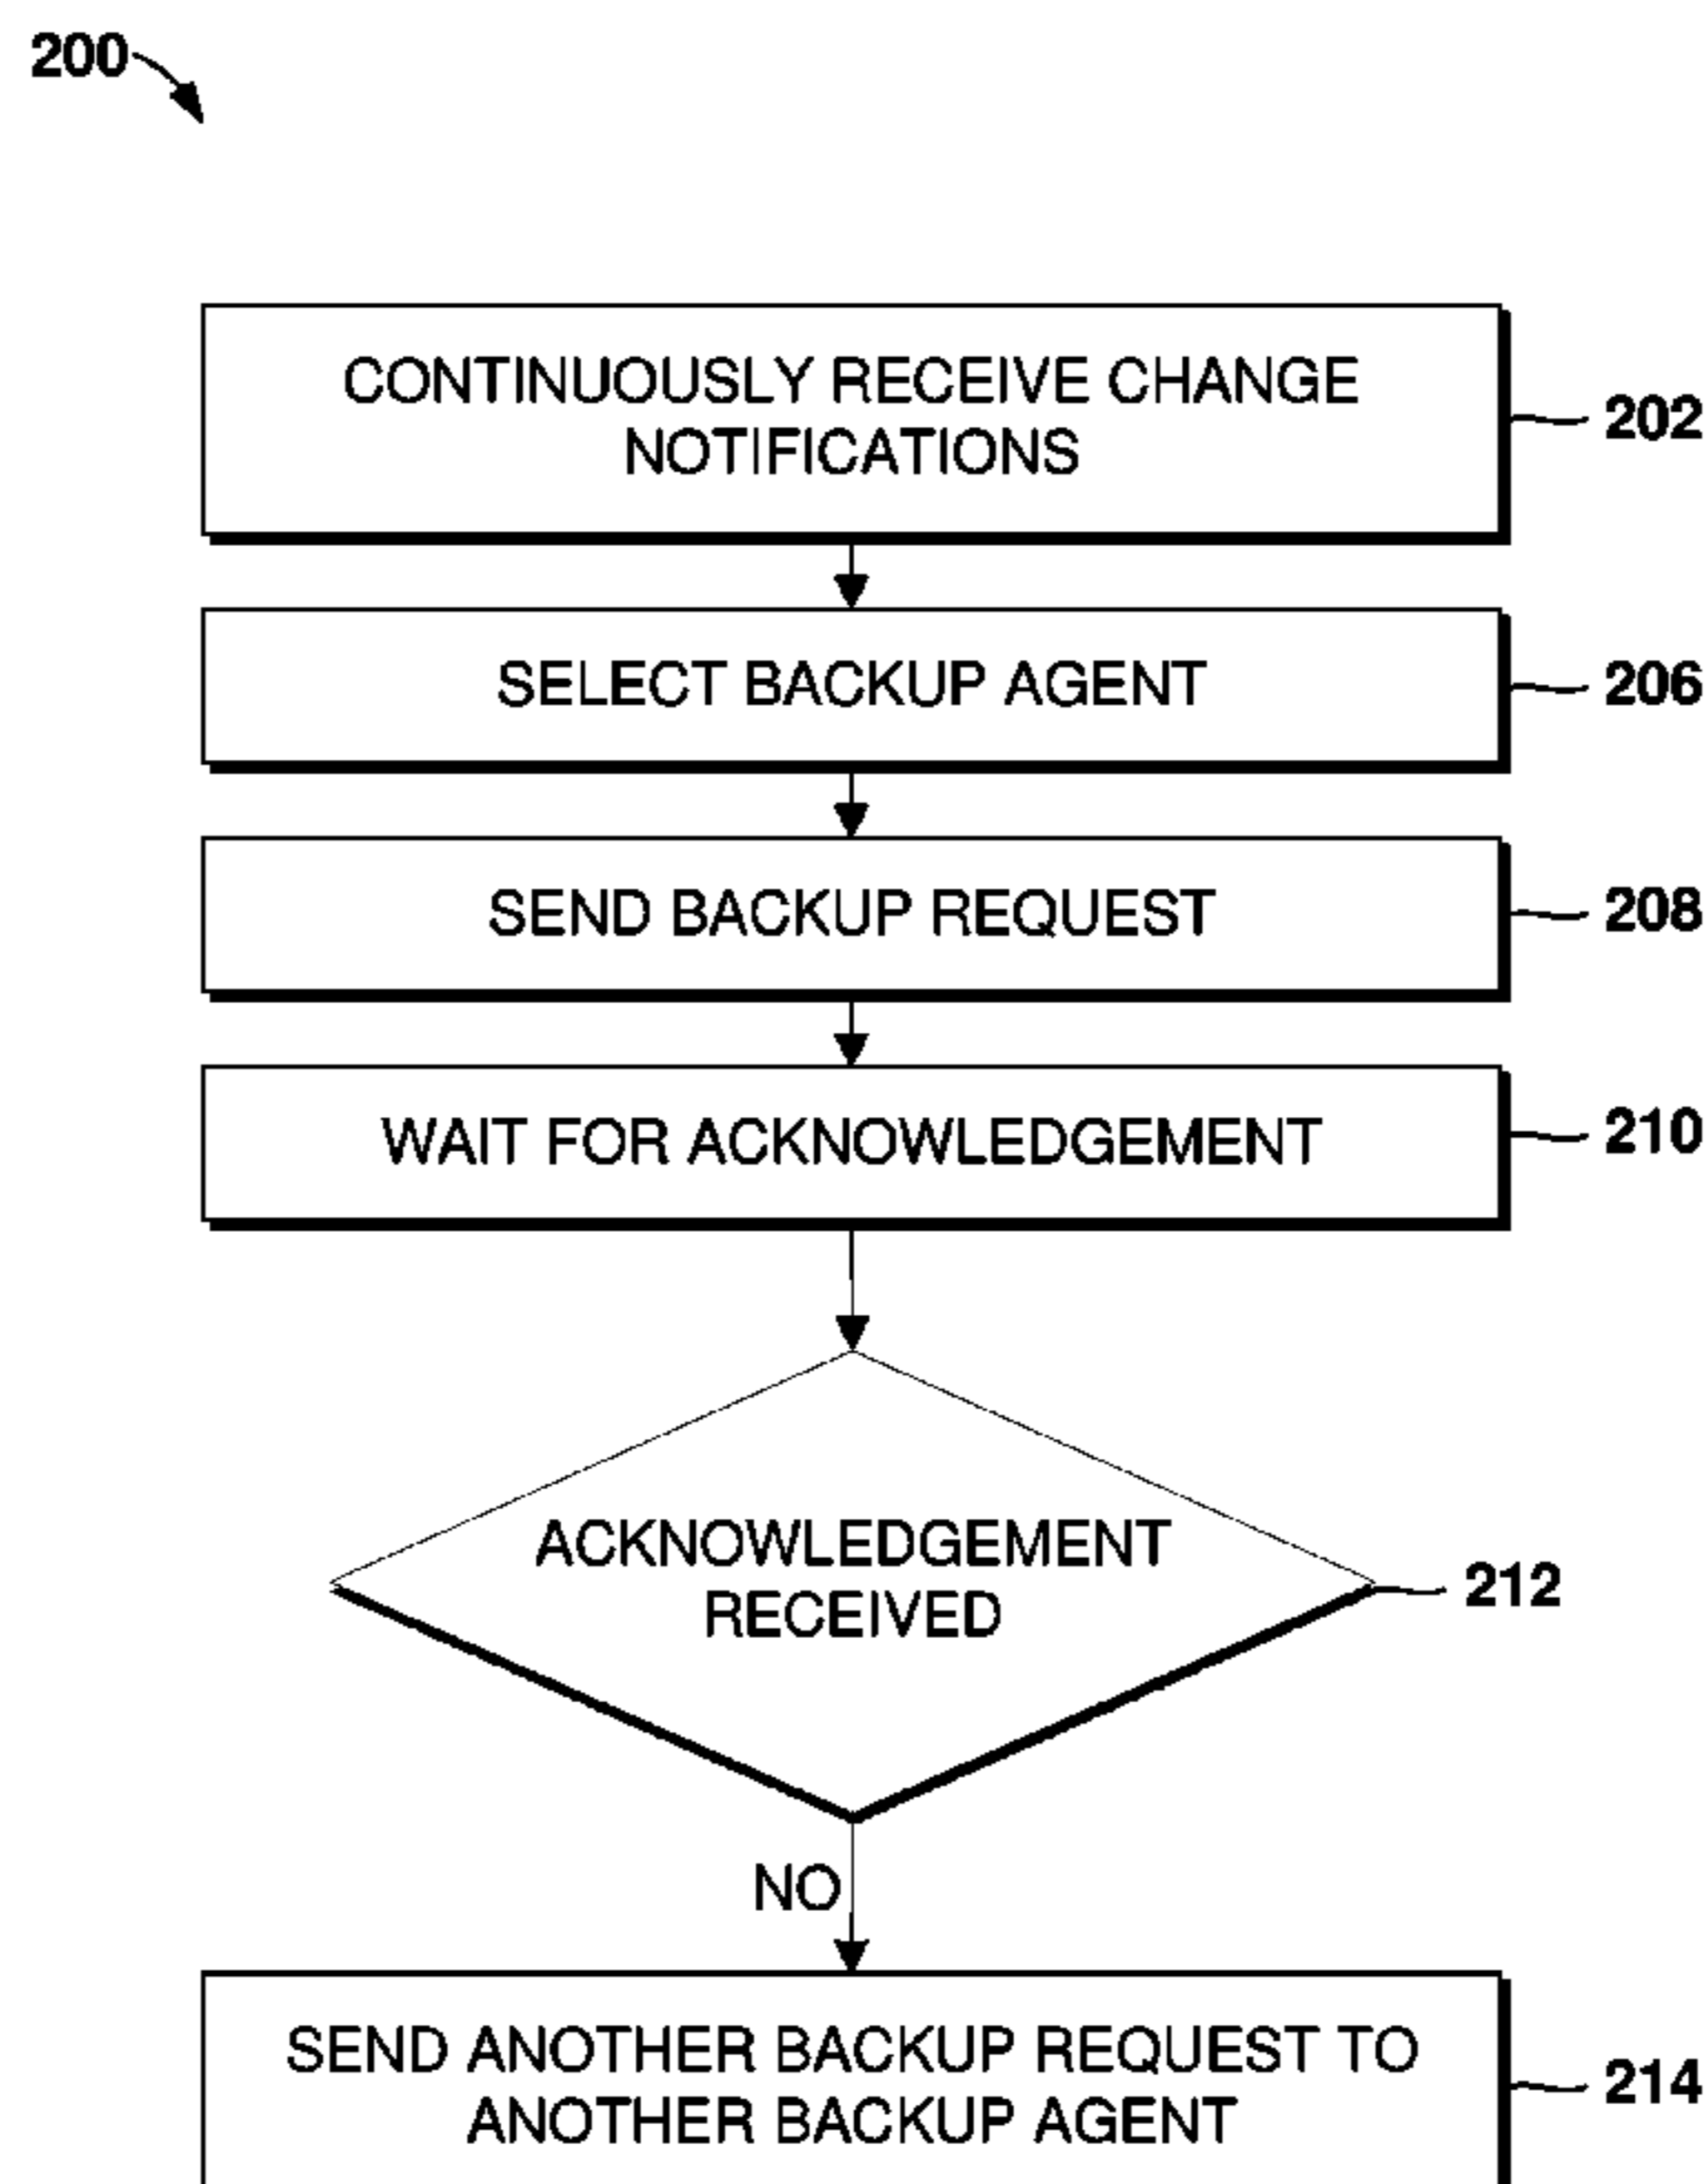 200
CONTINUOUSLY RECEIVE CHANGE
NOTIFICATIONS
202
SELECT BACKUP AGENT
206
SEND BACKUP REQUEST
208
WAIT FOR ACKNOWLEDGEMENT
210
ACKNOWLEDGEMENT
RECEIVED
212
NO
SEND ANOTHER BACKUP REQUEST TO
ANOTHER BACKUP AGENT
214